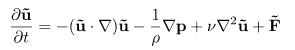 ∂ũ/∂t = −(ũ · ∇)ũ − 1/ρ ∇p + ν∇²ũ + F̃